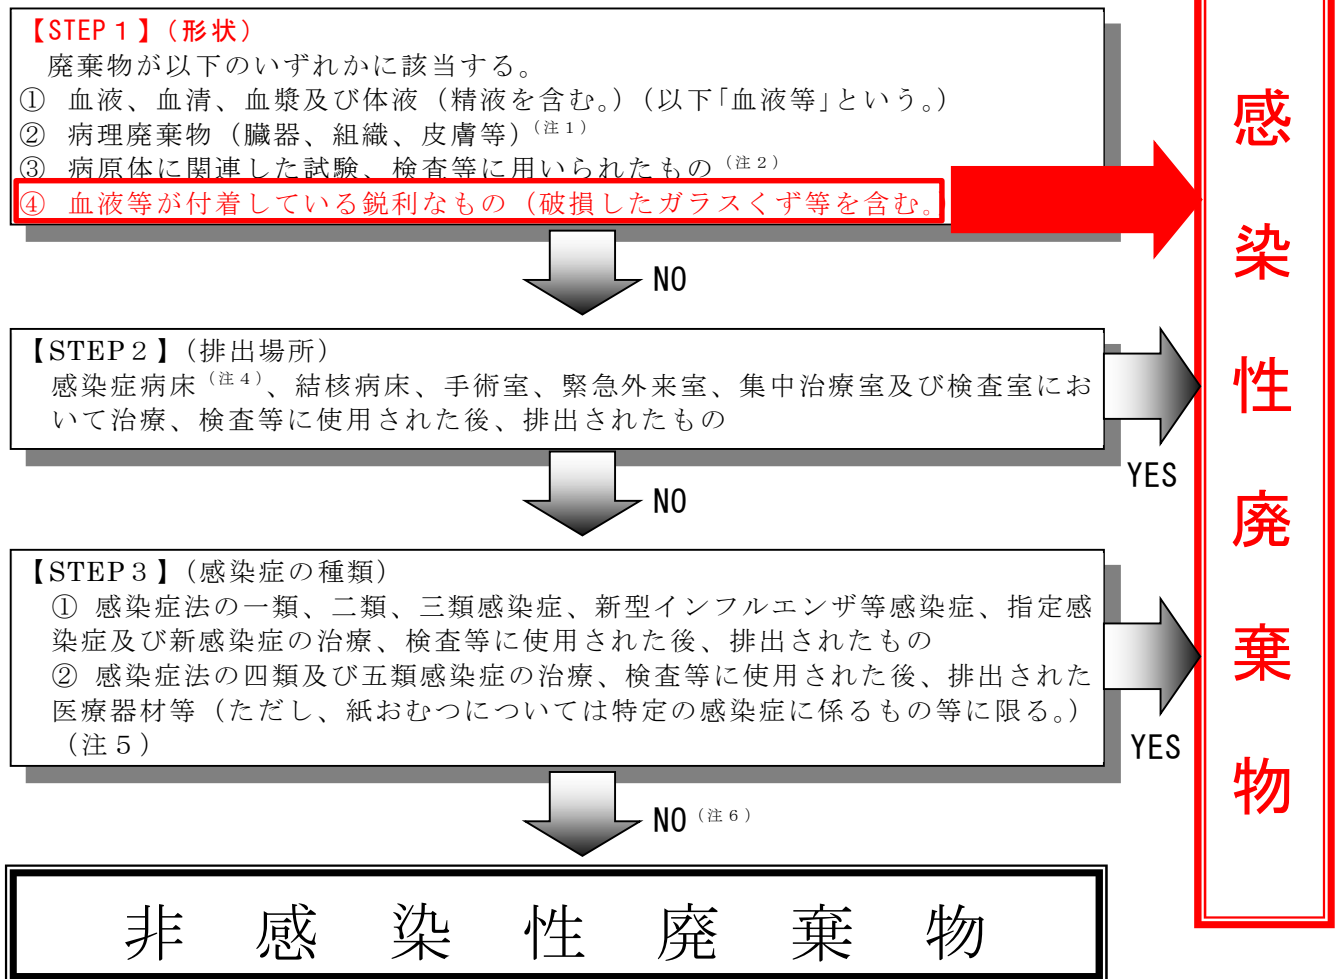 【STEP１】（形状）
廃棄物が以下のいずれかに該当する。
① 血液、血清、血漿及び体液（精液を含む。）（以下「血液等」という。）
② 病理廃棄物（臓器、組織、皮膚等）（注１）
③ 病原体に関連した試験、検査等に用いられたもの（注２）
④ 血液等が付着している鋭利なもの（破損したガラスくず等を含む。
NO
【STEP２】（排出場所）
感染症病床（注４）、結核病床、手術室、緊急外来室、集中治療室及び検査室にお
いて治療、検査等に使用された後、排出されたもの
YES
NO
【STEP３】（感染症の種類）
① 感染症法の一類、二類、三類感染症、新型インフルエンザ等感染症、指定感
染症及び新感染症の治療、検査等に使用された後、排出されたもの
② 感染症法の四類及び五類感染症の治療、検査等に使用された後、排出された
医療器材等（ただし、紙おむつについては特定の感染症に係るもの等に限る。）
（注５）
YES
NO（注６）
非感染性廃棄物
感染性廃棄物